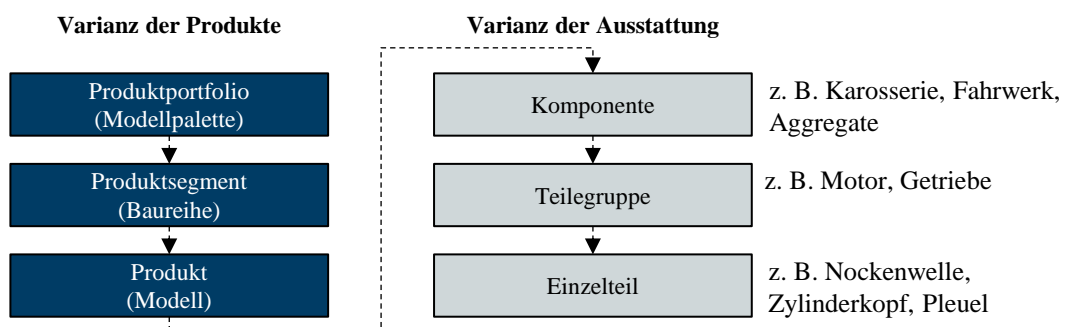 Varianz der Produkte
Produktportfolio
(Modellpalette)
Produktsegment
(Baureihe)
Produkt
(Modell)
Varianz der Ausstattung
Komponente
z. B. Karosserie, Fahrwerk,
Aggregate
Teilegruppe
z. B. Motor, Getriebe
Einzelteil
z. B. Nockenwelle,
Zylinderkopf, Pleuel